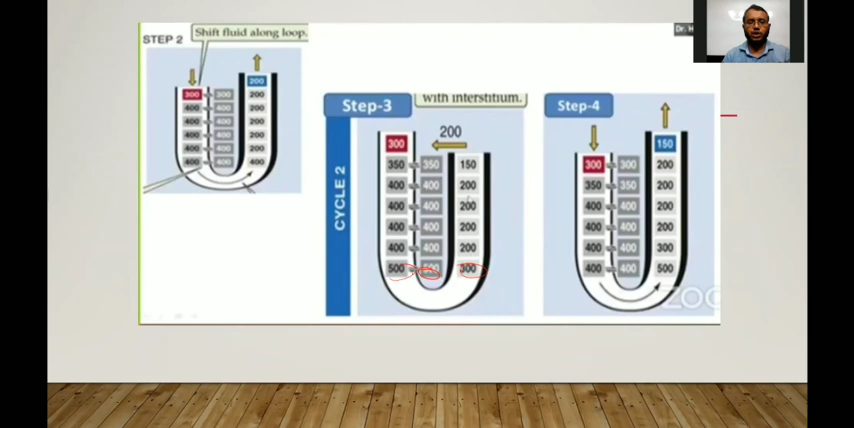 STEP 2
Shift fluid along loop.
200
300 300 200
400 400 200
400 400 200
400 400 200
400 400 200
400 400 400
Step-3
with interstitium.
CYCLE 2
200
300
350 350 150
400 400 200
400 400 200
400 400 200
400 400 200
500 300
Step-4
150
300 300 200
350 350 200
400 400 200
400 400 200
400 400 300
400 400 500
Dr. H